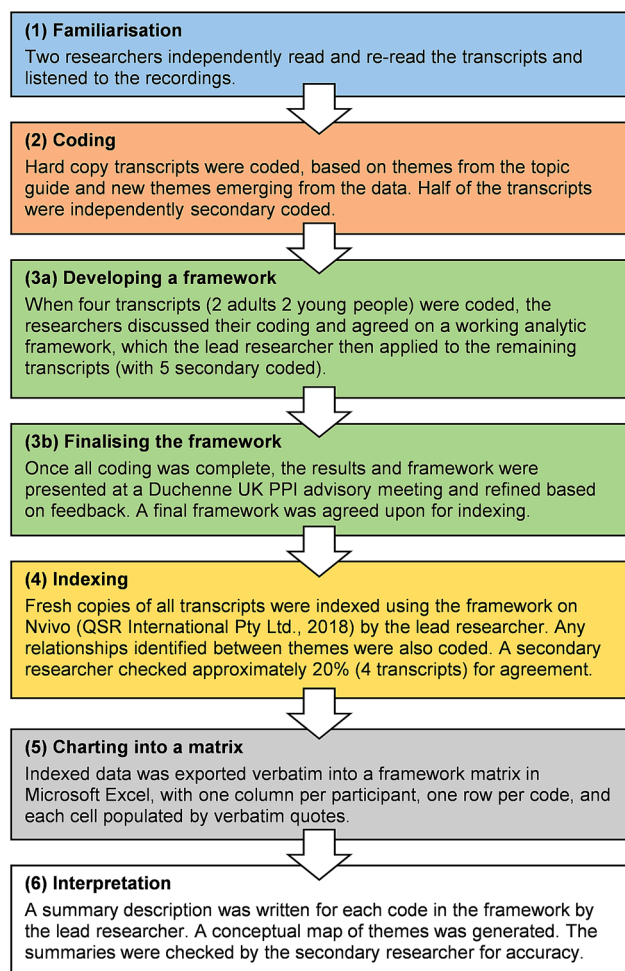 (1) Familiarisation
Two researchers independently read and re-read the transcripts and
listened to the recordings.
(2) Coding
Hard copy transcripts were coded, based on themes from the topic
guide and new themes emerging from the data. Half of the transcripts
were independently secondary coded.
(3a) Developing a framework
When four transcripts (2 adults 2 young people) were coded, the
researchers discussed their coding and agreed on a working analytic
framework, which the lead researcher then applied to the remaining
transcripts (with 5 secondary coded).
(3b) Finalising the framework
Once all coding was complete, the results and framework were
presented at a Duchenne UK PPI advisory meeting and refined based
on feedback. A final framework was agreed upon for indexing.
(4) Indexing
Fresh copies of all transcripts were indexed using the framework on
Nvivo (QSR International Pty Ltd., 2018) by the lead researcher. Any
relationships identified between themes were also coded. A secondary
researcher checked approximately 20% (4 transcripts) for agreement.
(5) Charting into a matrix
Indexed data was exported verbatim into a framework matrix in
Microsoft Excel, with one column per participant, one row per code, and
each cell populated by verbatim quotes.
(6) Interpretation
A summary description was written for each code in the framework by
the lead researcher. A conceptual map of themes was generated. The
summaries were checked by the secondary researcher for accuracy.